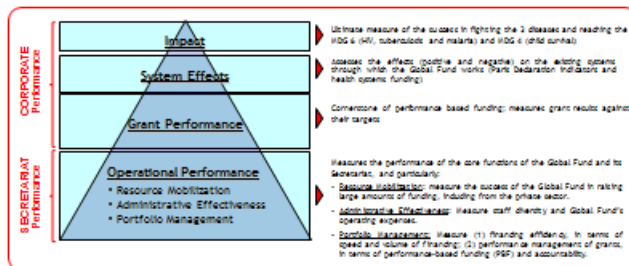 CORPORATE
Performance
SECRETARIAT
Performance
Impact
System Effects
Grant Performance
Operational Performance
• Resource Mobilization
• Administrative Effectiveness
• Portfolio Management
Ultimate measure of the success in fighting the 3 diseases and reaching the
MDG 6 (HIV, tuberculosis and malaria) and MDG 4 (child survival)
Assesses the effects (positive and negative) on the existing systems
through which the Global Fund works (Paris Declaration indicators and
health systems funding)
Cornerstone of performance based funding; measures grant results against
their targets
Measures the performance of the core functions of the Global Fund and its
Secretariat, and particularly:
- Resource Mobilization: measure the success of the Global Fund in raising
large amounts of funding, including from the private sector.
- Administrative Effectiveness: Measure staff diversity and Global Fund's
operating expenses.
- Portfolio Management: Measure (1) financing efficiency, in terms of
speed and volume of financing; (2) performance management of grants,
in terms of performance-based funding (PBF) and accountability.